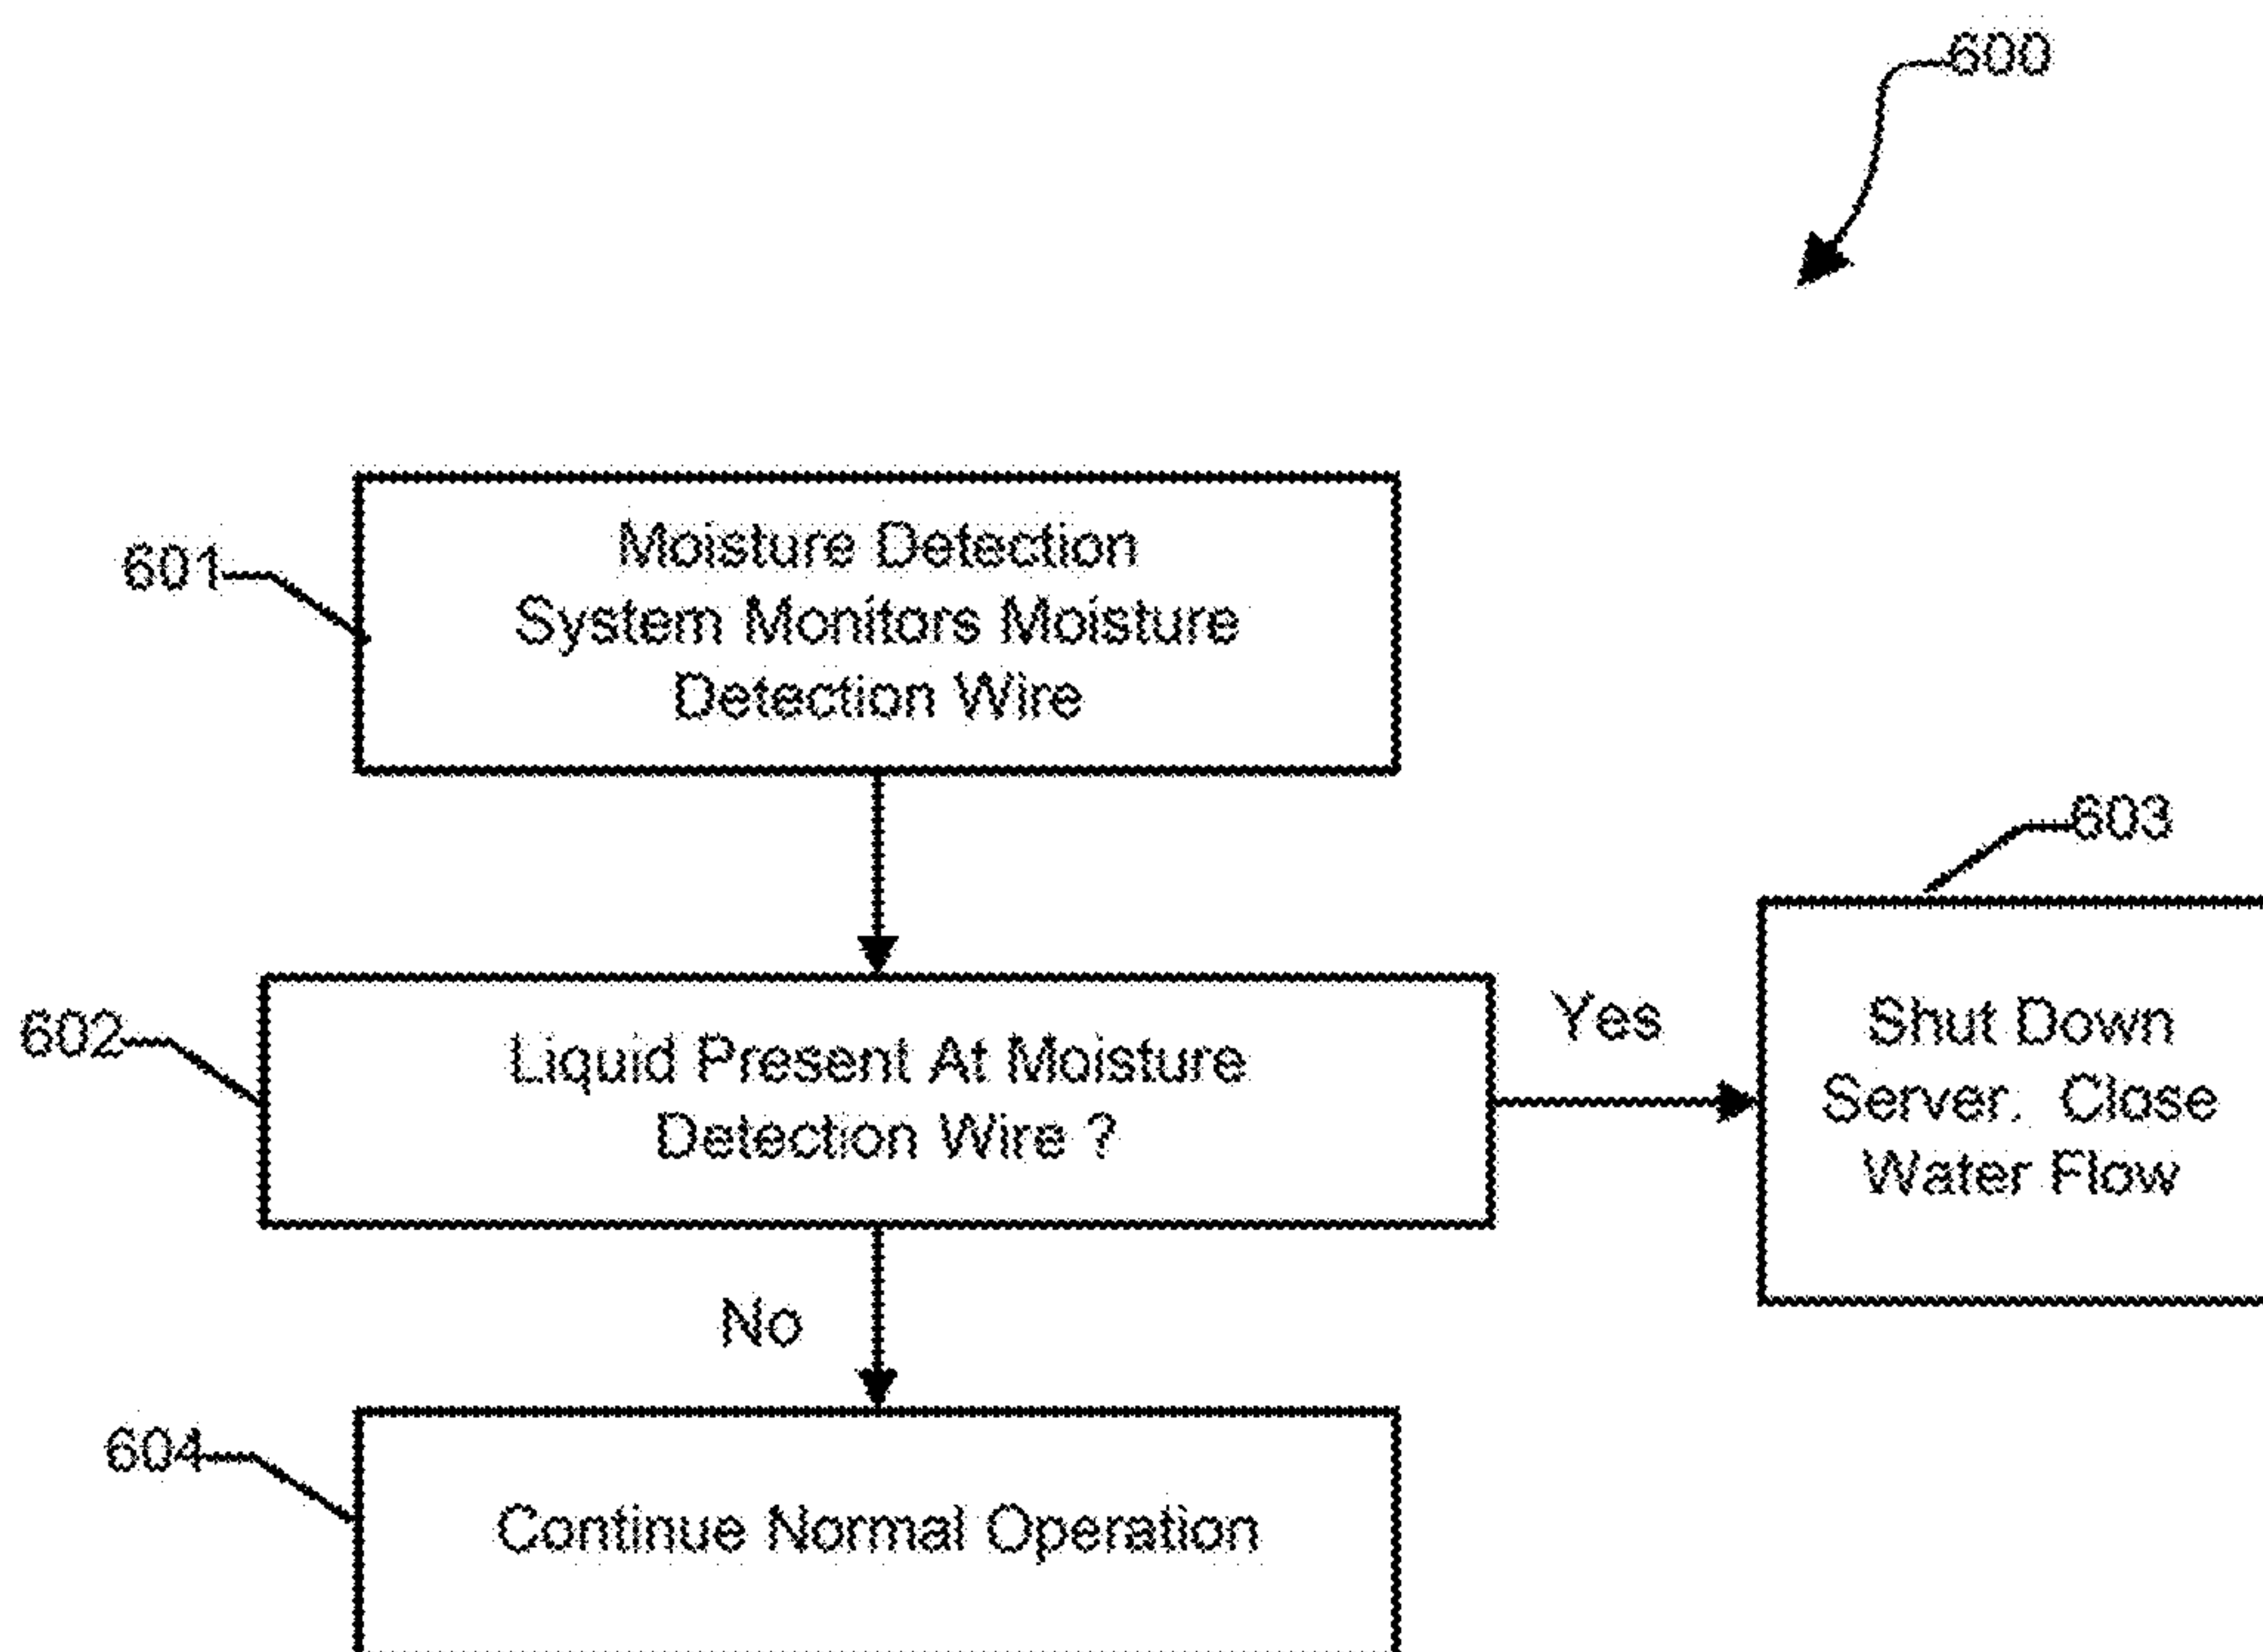 600
601
Moisture Detection
System Monitors Moisture
Detection Wire
603
602
Liquid Present At Moisture
Detection Wire ?
Yes
Shut Down
Server. Close
Water Flow
No
604
Continue Normal Operation